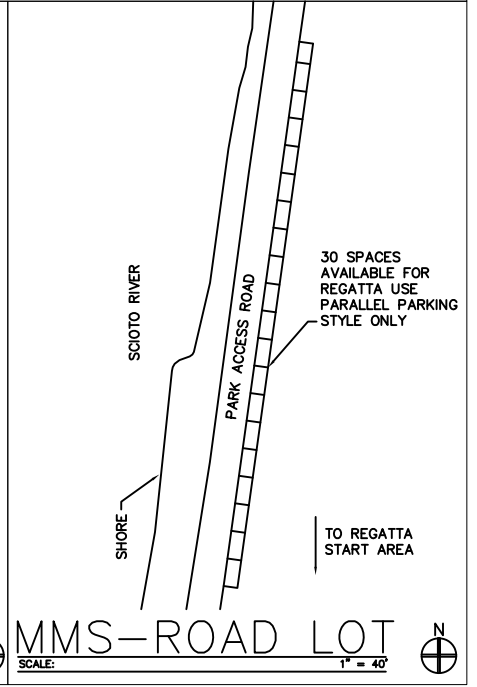 30 SPACES
AVAILABLE FOR
REGATTA USE
PARALLEL PARKING
STYLE ONLY
SCIOTO RIVER
PARK ACCESS ROAD
SHORE
TO REGATTA
START AREA
MMS-ROAD LOT
SCALE: 1" = 40'
N